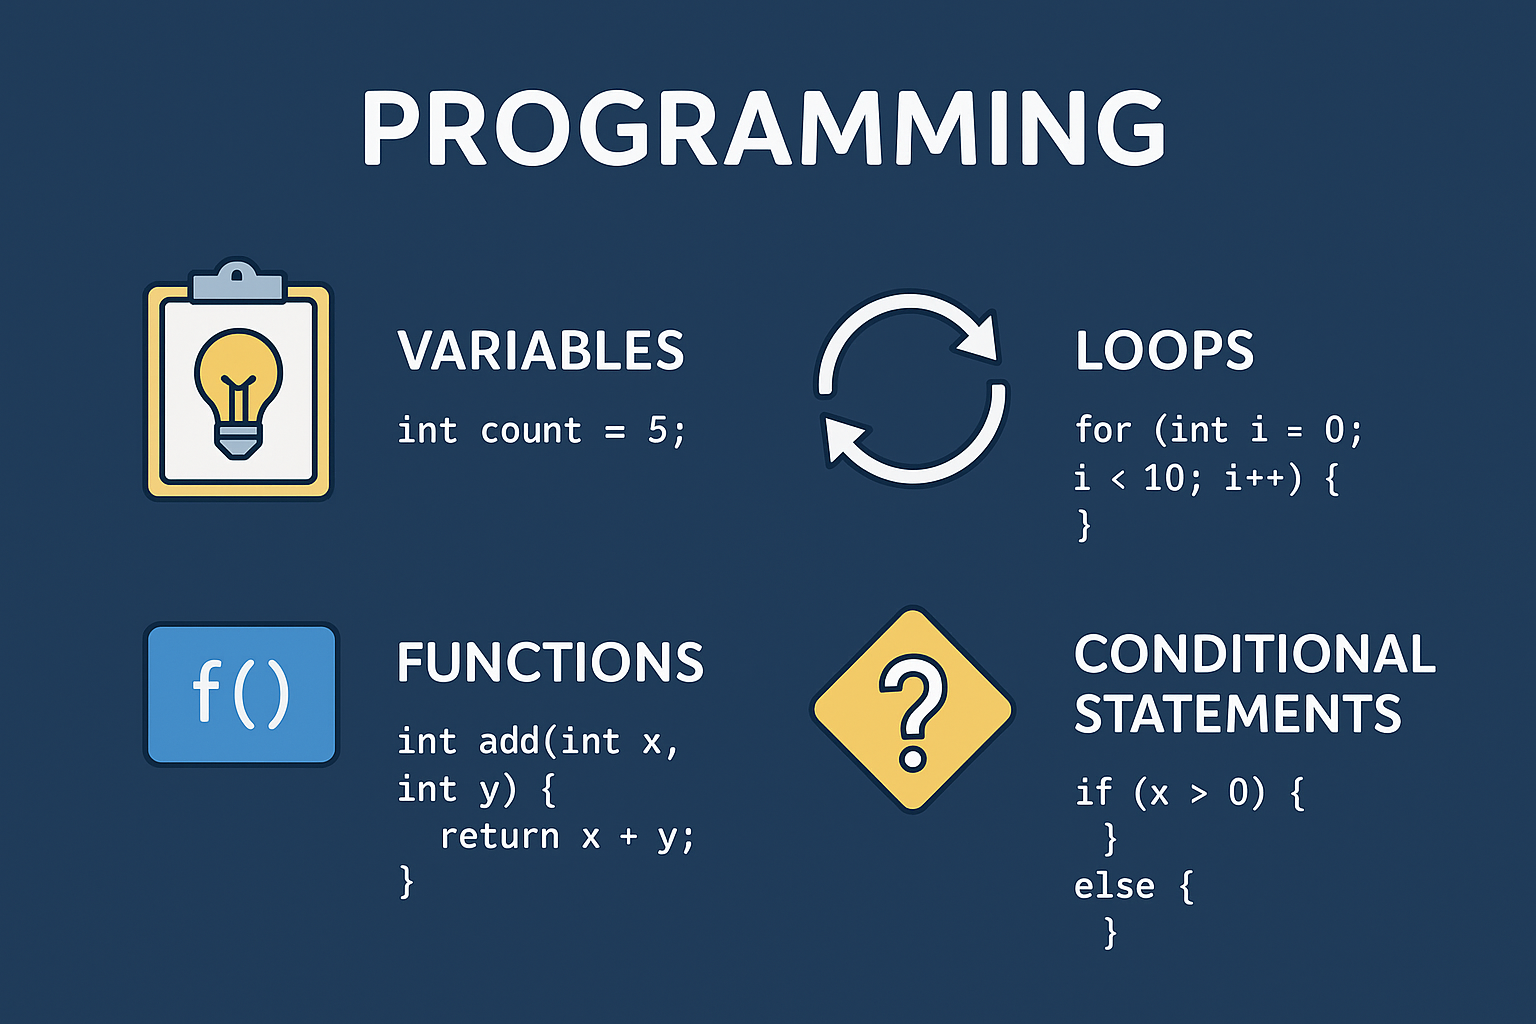 PROGRAMMING
VARIABLES
int count = 5;
LOOPS
for (int i = 0;
i < 10; i++) {
}
f()
FUNCTIONS
int add(int x,
int y) {
  return x + y;
}
?
CONDITIONAL
STATEMENTS
if (x > 0) {
  }
else {
  }